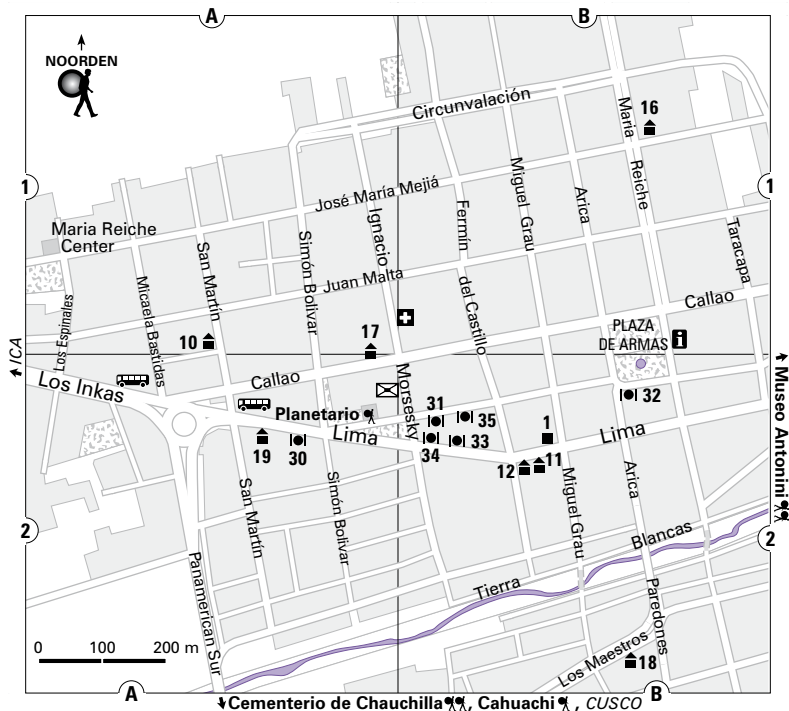 A
B
NOORDEN
Circunvalación
Maria Reiche
16
1
1
José María Mejiá
Miguel Grau
Arica
Ignacio
Fermín
del Castillo
Maria Reiche
Center
San Martín
Simón Bolívar
Juan Malta
Taracapa
Micaela Bastidas
Los Espinales
Callao
10
17
PLAZA
DE ARMAS
i
ICA
Los Inkas
Callao
Morsesky
Planetario
31
35
32
Museo Antonini
Lima
34
33
1
Lima
19
30
12
11
San Martín
Simón Bolivar
Miguel Grau
Arica
2
2
Blancas
Panamerican Sur
Tierra
Paredones
0 100 200 m
Los Maestros
18
A
B
Cementerio de Chauchilla, Cahuachi, CUSCO